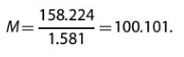 M = 158.224 / 1.581 = 100.101.